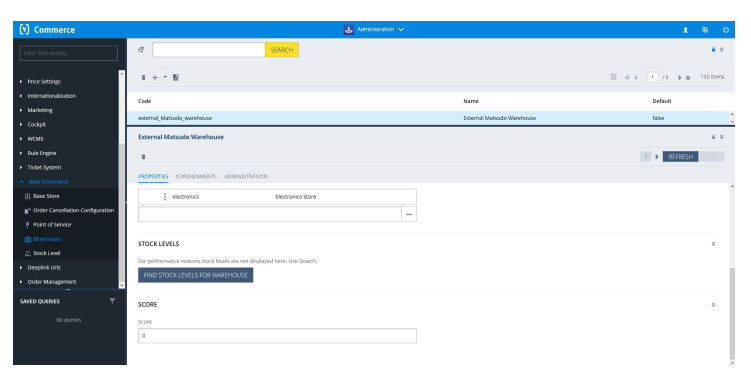 (y) Commerce
Administration
Filter Tree entries
SEARCH
Price Settings
Internationalization
Marketing
Cockpit
WCMS
Rule Engine
Ticket System
Base Commerce
Base Store
Order Cancellation Configuration
Point of Service
Warehouse
Stock Level
Deeplink Urls
Order Management
SAVED QUERIES
No queries
1 /3 132 items
Code Name Default
external_Matsudo_warehouse External Matsudo Warehouse false
External Matsudo Warehouse
REFRESH SAVE
PROPERTIES CONSIGNMENTS ADMINISTRATION
electronics Electronics Store
STOCK LEVELS
For performance reasons stock levels are not displayed here. Use Search:
FIND STOCK LEVELS FOR WAREHOUSE
SCORE
Score
0